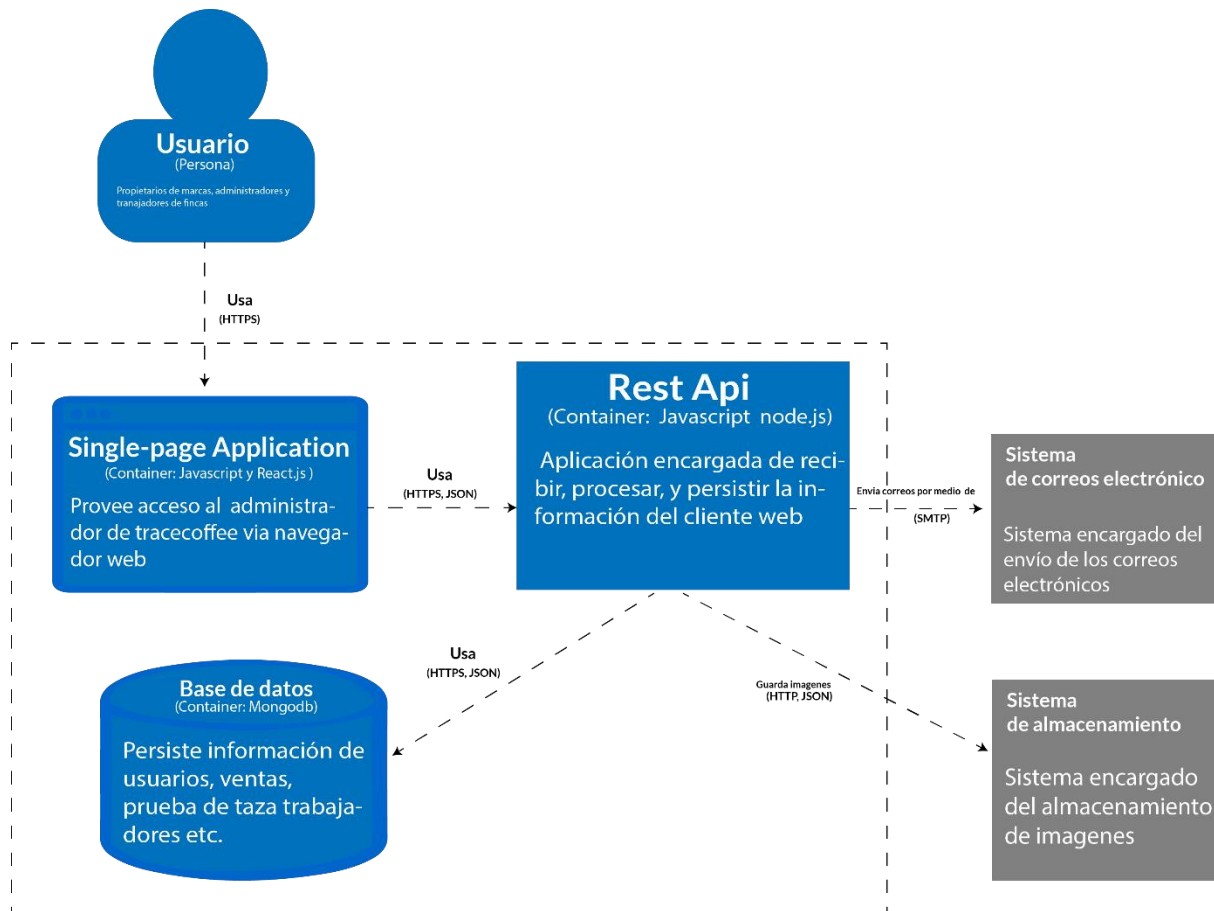 Usuario
(Persona)
Propietarios de marcas, administradores y
tranajadores de fincas
Usa
(HTTPS)
Single-page Application
(Container: Javascript y React.js )
Provee acceso al administra-
dor de tracecoffee via navega-
dor web
Usa
(HTTPS, JSON)
Rest Api
(Container: Javascript node.js)
Aplicación encargada de reci-
bir, procesar, y persistir la in-
formación del cliente web
Envia correos por medio de
(SMTP)
Sistema
de correos electrónico
Sistema encargado del
envío de los correos
electrónicos
Usa
(HTTPS, JSON)
Guarda imagenes
(HTTP, JSON)
Base de datos
(Container: Mongodb)
Persiste información de
usuarios, ventas,
prueba de taza trabaja-
dores etc.
Sistema
de almacenamiento
Sistema encargado
del almacenamiento
de imagenes